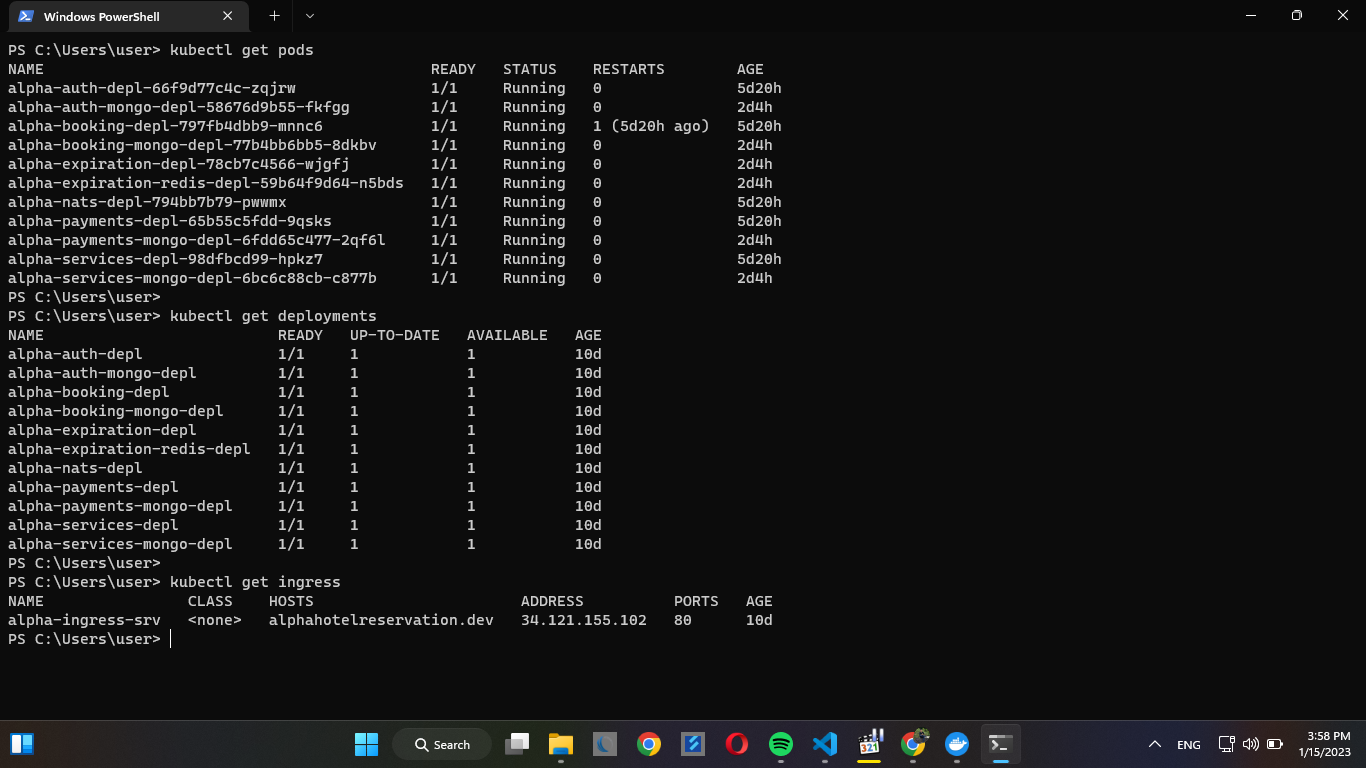 Windows PowerShell
PS C:\Users\user> kubectl get pods
NAME READY STATUS RESTARTS AGE
alpha-auth-depl-66f9d77c4c-zqjrw 1/1 Running 0 5d20h
alpha-auth-mongo-depl-58676d9b55-fkfgg 1/1 Running 0 2d4h
alpha-booking-depl-797fb4dbb9-mnnc6 1/1 Running 1 (5d20h ago) 5d20h
alpha-booking-mongo-depl-77b4bb6bb5-8dkbv 1/1 Running 0 2d4h
alpha-expiration-depl-78cb7c4566-wjgfj 1/1 Running 0 2d4h
alpha-expiration-redis-depl-59b64f9d64-n5bds 1/1 Running 0 2d4h
alpha-nats-depl-794bb7b79-pwwmx 1/1 Running 0 5d20h
alpha-payments-depl-65b55c5fdd-9qsks 1/1 Running 0 5d20h
alpha-payments-mongo-depl-6fdd65c477-2qf6l 1/1 Running 0 2d4h
alpha-services-depl-98dfbcd99-hpkz7 1/1 Running 0 5d20h
alpha-services-mongo-depl-6bc6c88cb-c877b 1/1 Running 0 2d4h
PS C:\Users\user>
PS C:\Users\user> kubectl get deployments
NAME READY UP-TO-DATE AVAILABLE AGE
alpha-auth-depl 1/1 1 1 10d
alpha-auth-mongo-depl 1/1 1 1 10d
alpha-booking-depl 1/1 1 1 10d
alpha-booking-mongo-depl 1/1 1 1 10d
alpha-expiration-depl 1/1 1 1 10d
alpha-expiration-redis-depl 1/1 1 1 10d
alpha-nats-depl 1/1 1 1 10d
alpha-payments-depl 1/1 1 1 10d
alpha-payments-mongo-depl 1/1 1 1 10d
alpha-services-depl 1/1 1 1 10d
alpha-services-mongo-depl 1/1 1 1 10d
PS C:\Users\user>
PS C:\Users\user> kubectl get ingress
NAME CLASS HOSTS ADDRESS PORTS AGE
alpha-ingress-srv <none> alphahotelreservation.dev 34.121.155.102 80 10d
PS C:\Users\user>
Search
321
ENG
3:58 PM
1/15/2023